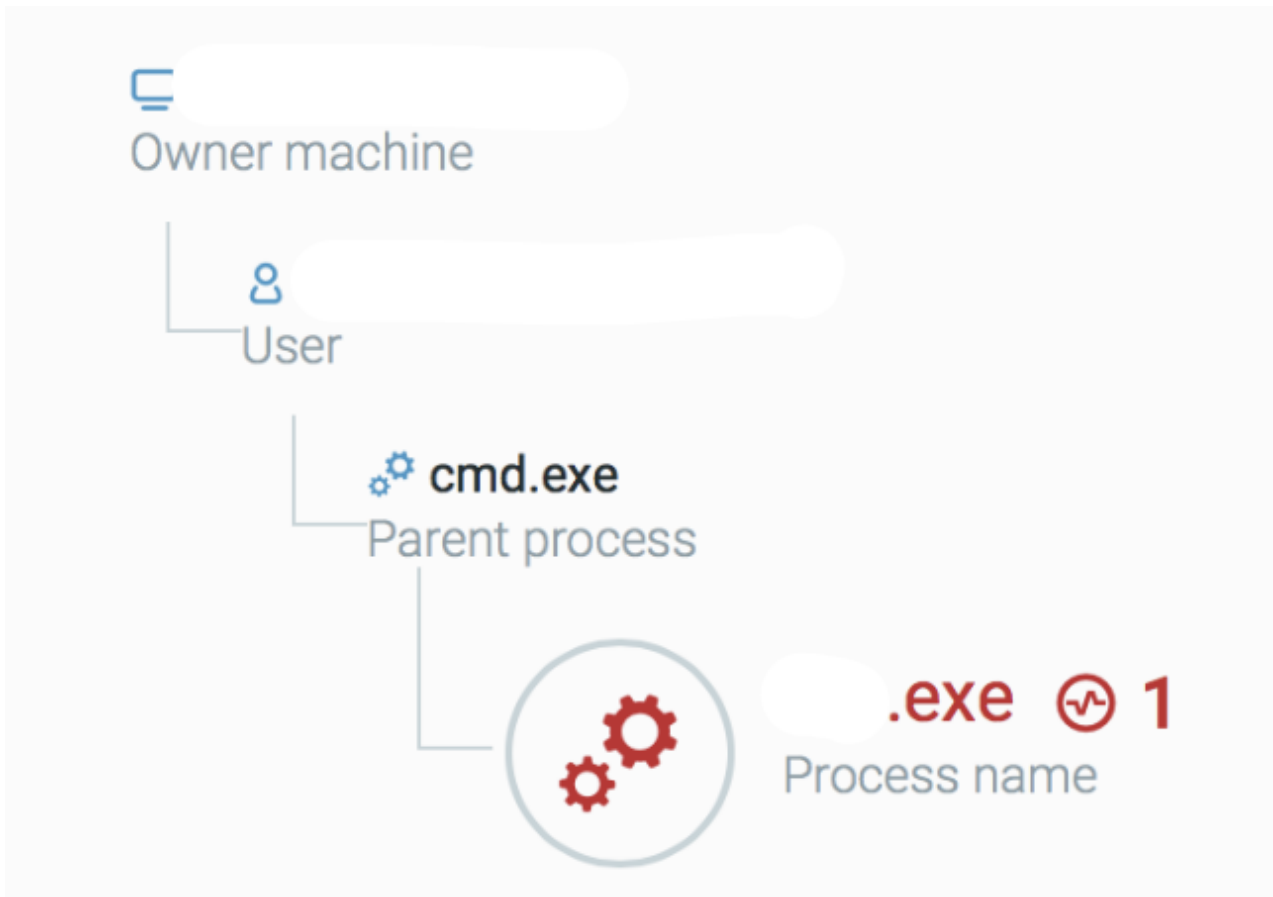 Owner machine
User
cmd.exe
Parent process
.exe 1
Process name